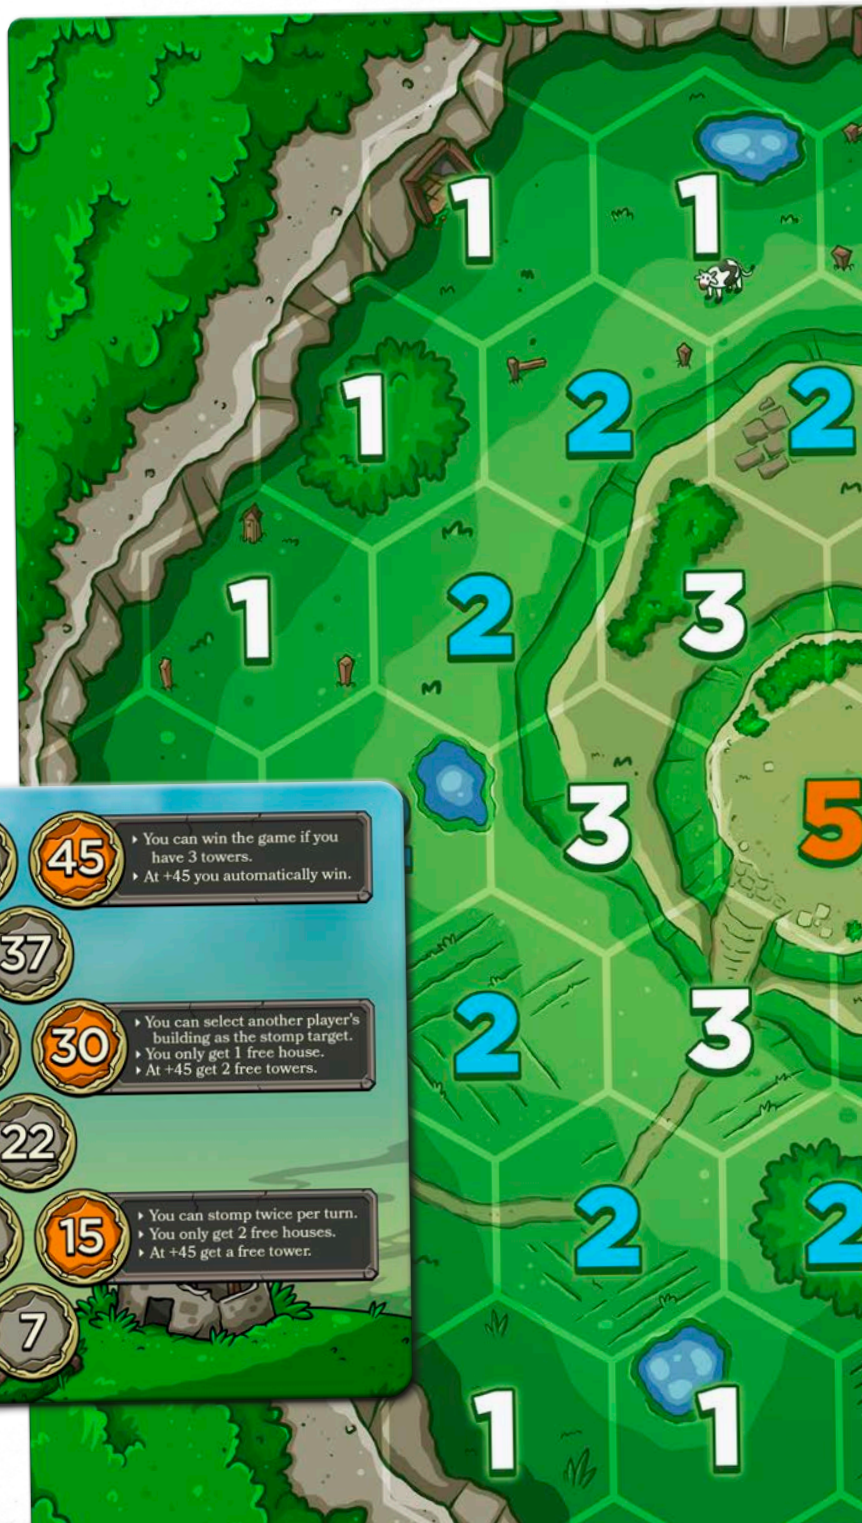 1 1
1 2 2
1 2 3
3 5
45
‣ You can win the game if you
have 3 towers.
‣ At +45 you automatically win.
37
2 3
30
‣ You can select another player's
building as the stomp target.
‣ You only get 1 free house.
‣ At +45 get 2 free towers.
22
2 2
15
‣ You can stomp twice per turn.
‣ You only get 2 free houses.
‣ At +45 get a free tower.
7
1 1